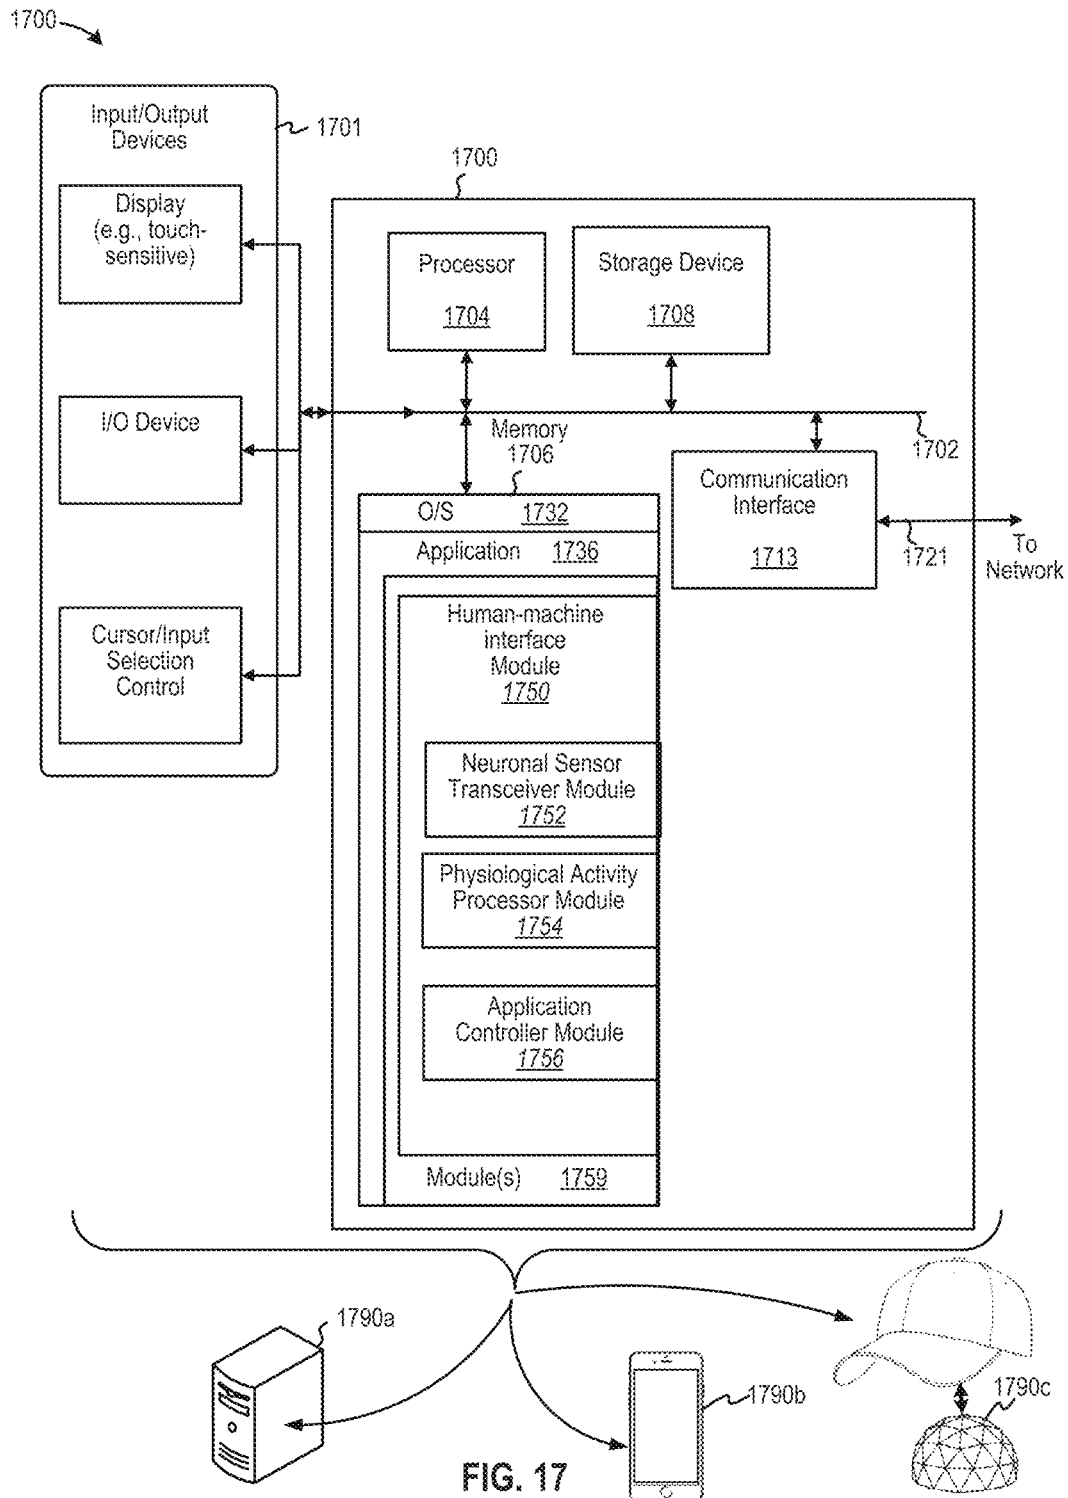 1700
Input/Output
Devices
1701
Display
(e.g., touch-
sensitive)
I/O Device
Cursor/Input
Selection
Control
1700
Processor
1704
Storage Device
1708
1702
Memory
1706
O/S 1732
Application 1736
Human-machine
interface
Module
1750
Neuronal Sensor
Transceiver Module
1752
Physiological Activity
Processor Module
1754
Application
Controller Module
1756
Module(s) 1759
Communication
Interface
1713
1721
To
Network
1790a
1790b
1790c
FIG. 17